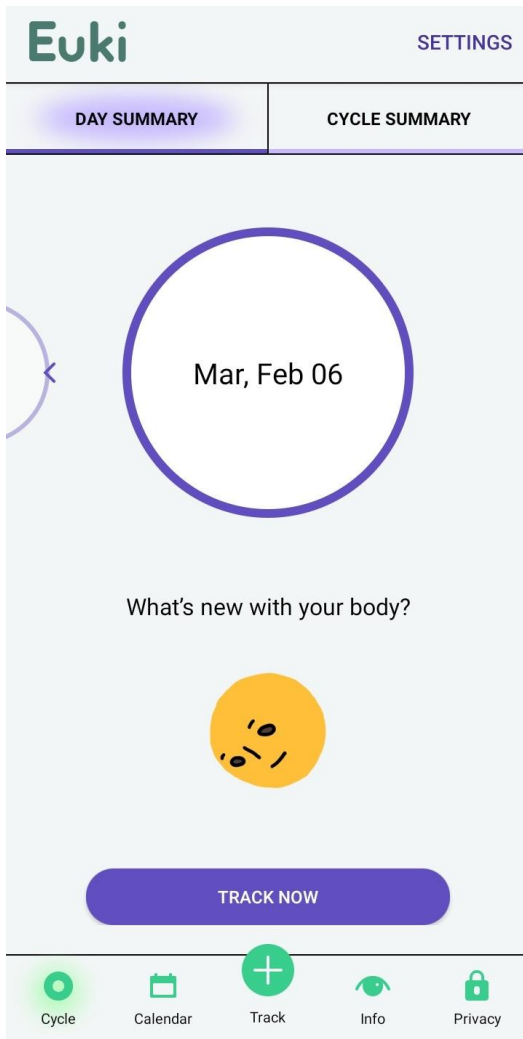 Euki
SETTINGS
DAY SUMMARY
CYCLE SUMMARY
Mar, Feb 06
What's new with your body?
TRACK NOW
Cycle
Calendar
Track
Info
Privacy